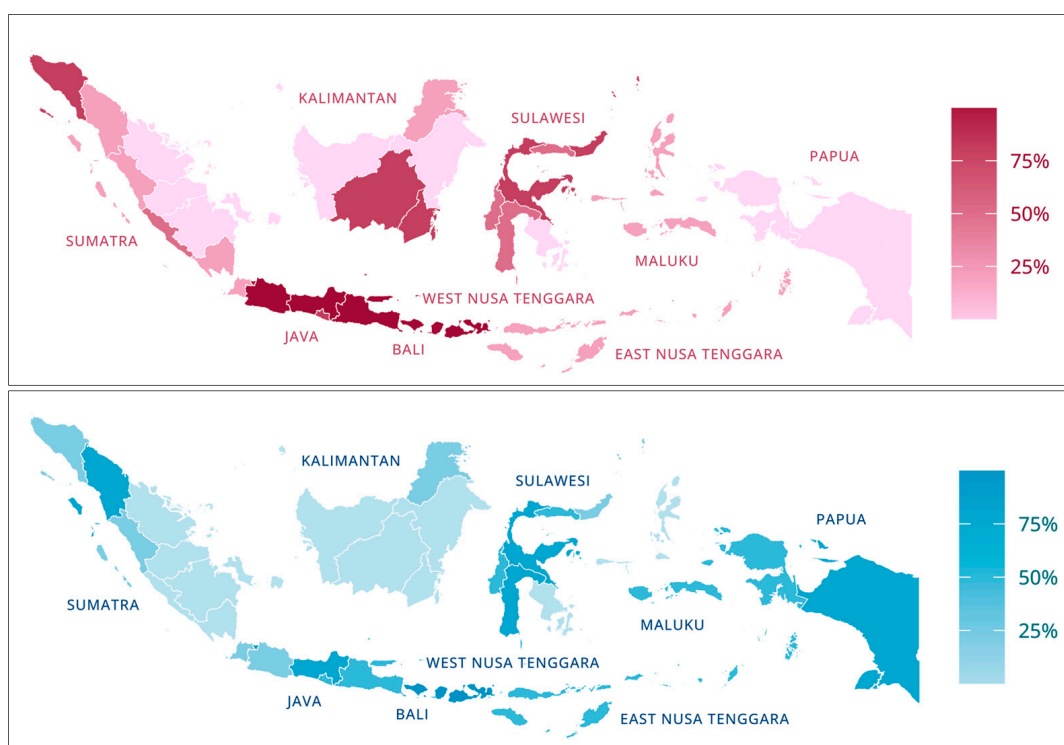 KALIMANTAN
SULAWESI
PAPUA
75%
50%
SUMATRA
MALUKU
25%
WEST NUSA TENGGARA
JAVA
BALI
EAST NUSA TENGGARA
KALIMANTAN
SULAWESI
PAPUA
75%
50%
SUMATRA
MALUKU
25%
WEST NUSA TENGGARA
JAVA
BALI
EAST NUSA TENGGARA